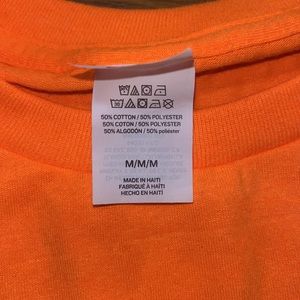 50% COTTON / 50% POLYESTER
50% COTON / 50% POLYESTER
50% ALGODÓN / 50% poliéster
M/M/M
MADE IN HAITI
FABRIQUÉ À HAÏTI
HECHO EN HAITÍ